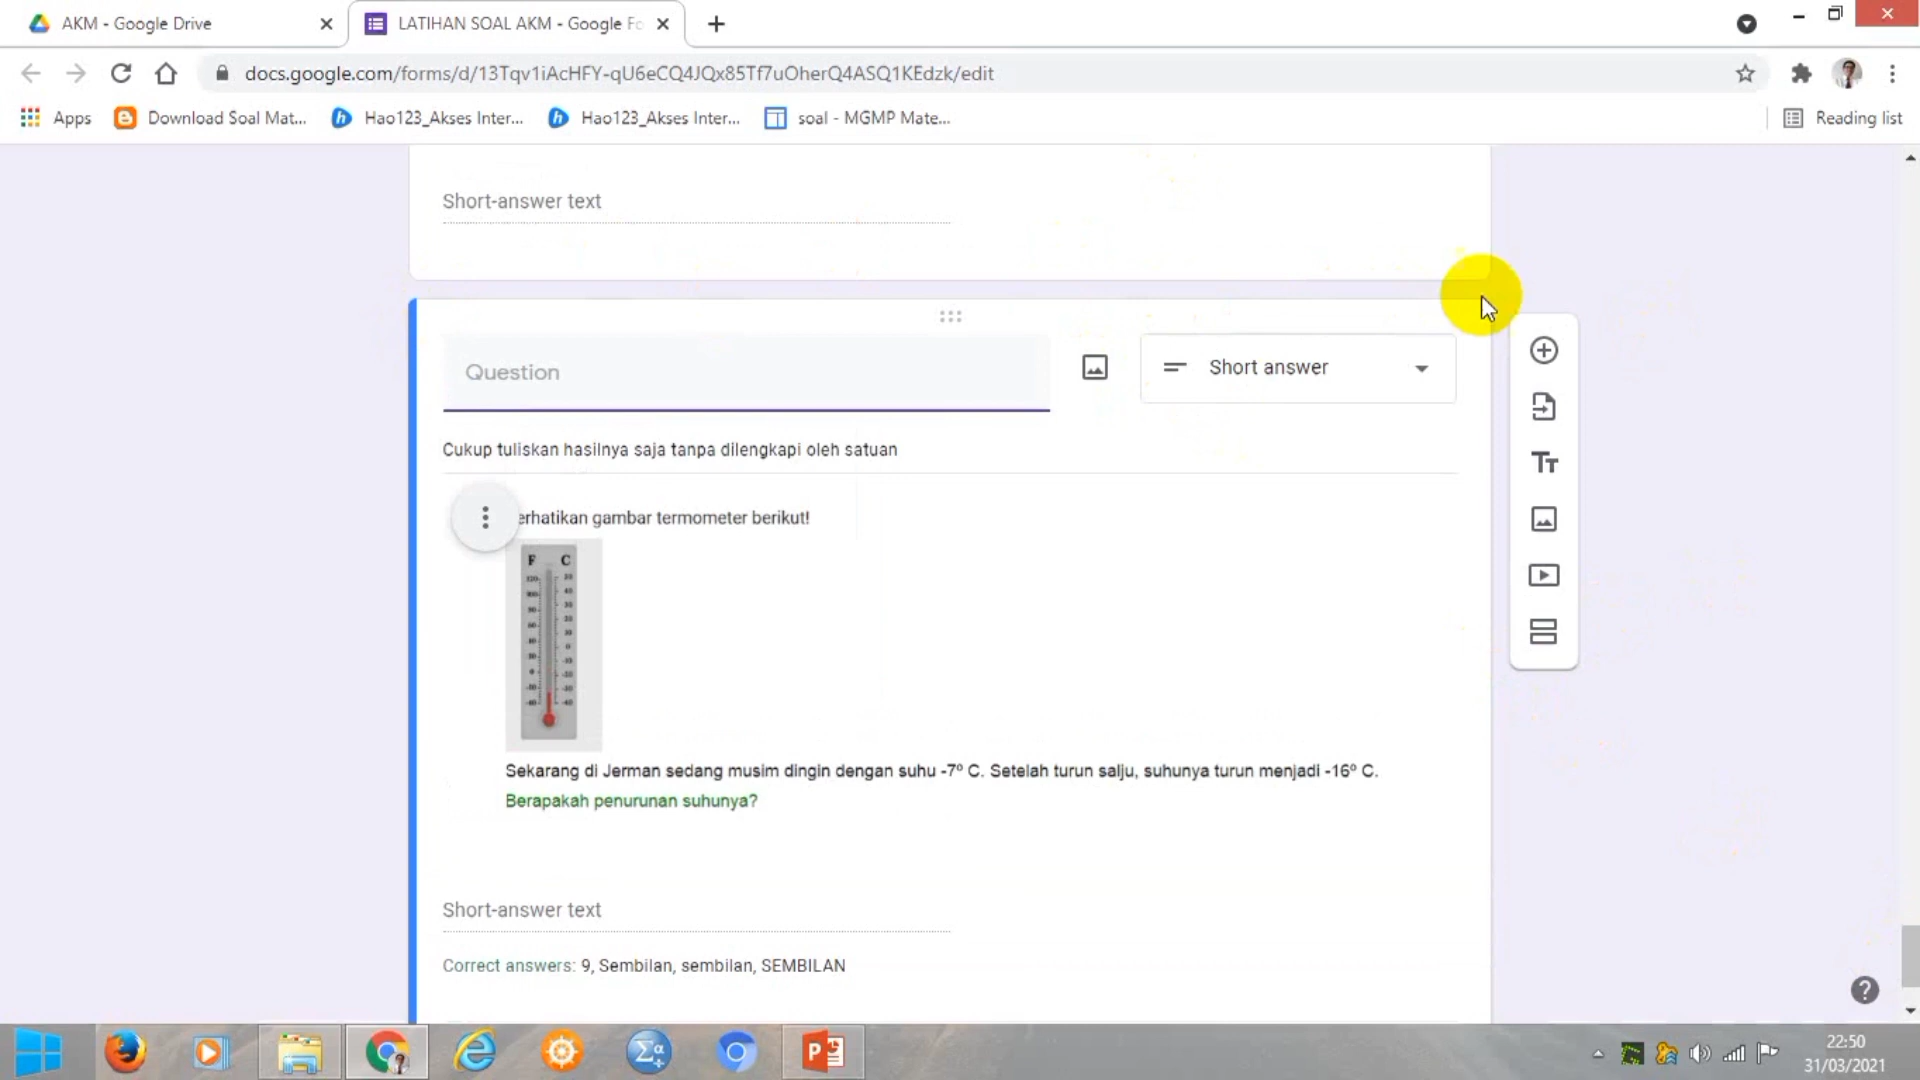 AKM - Google Drive
LATIHAN SOAL AKM - Google Fo
docs.google.com/forms/d/13Tqv1iAcHFY-qU6eCQ4JQx85Tf7uOherQ4ASQ1KEdzk/edit
Apps
Download Soal Mat...
Hao123_Akses Inter...
Hao123_Akses Inter...
soal - MGMP Mate...
Reading list
Short-answer text
Question
Short answer
Cukup tuliskan hasilnya saja tanpa dilengkapi oleh satuan
erhatikan gambar termometer berikut!
F C
Sekarang di Jerman sedang musim dingin dengan suhu -7º C. Setelah turun salju, suhunya turun menjadi -16º C.
Berapakah penurunan suhunya?
Short-answer text
Correct answers: 9, Sembilan, sembilan, SEMBILAN
22:50
31/03/2021